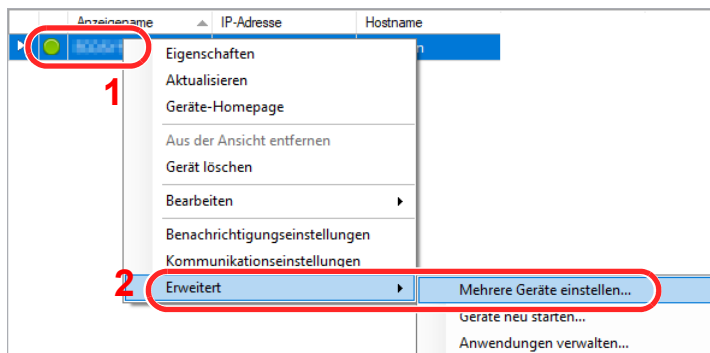 Anzeigename IP-Adresse Hostname
1
Eigenschaften
Aktualisieren
Geräte-Homepage
Aus der Ansicht entfernen
Gerät löschen
Bearbeiten
Benachrichtigungseinstellungen
Kommunikationseinstellungen
2
Erweitert
Mehrere Geräte einstellen...
Geräte neu starten...
Anwendungen verwalten...